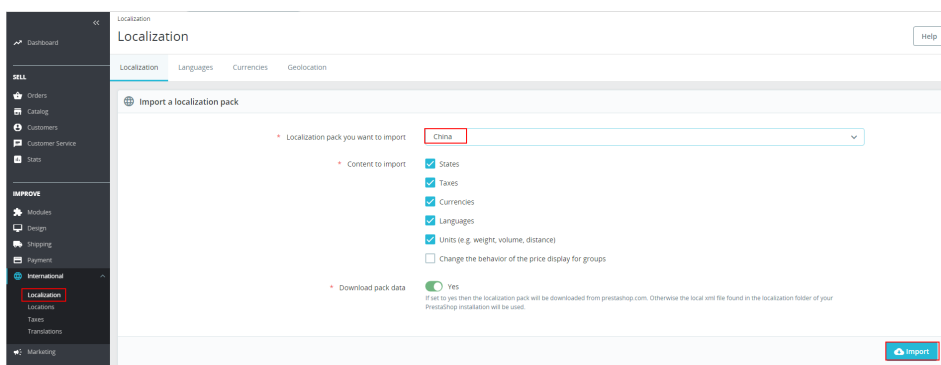 «
Dashboard
SELL
Orders
Catalog
Customers
Customer Service
Stats
IMPROVE
Modules
Design
Shipping
Payment
International
Localization
Locations
Taxes
Translations
Marketing
Localization
Localization
Help
Localization Languages Currencies Geolocation
Import a localization pack
* Localization pack you want to import China
* Content to import States
Taxes
Currencies
Languages
Units (e.g. weight, volume, distance)
Change the behavior of the price display for groups
* Download pack data Yes
If set to yes then the localization pack will be downloaded from prestashop.com. Otherwise the local xml file found in the localization folder of your
PrestaShop installation will be used.
Import